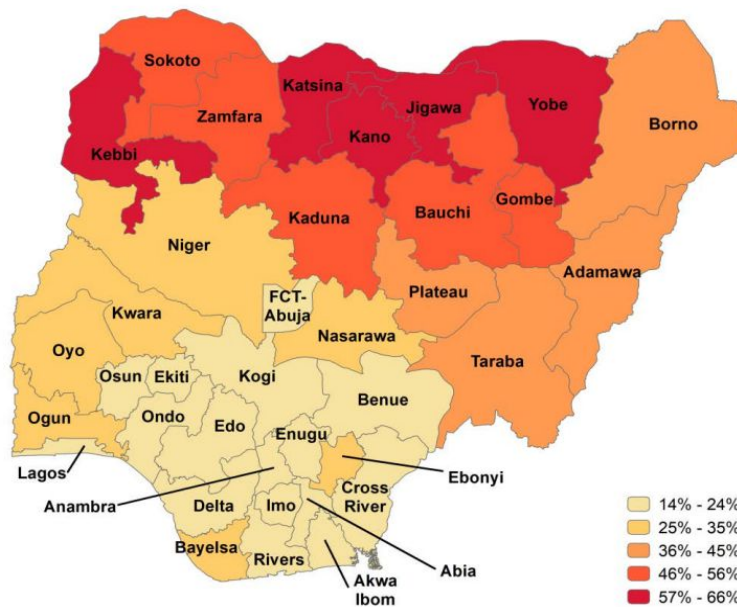 Sokoto
Katsina
Jigawa
Yobe
Zamfara
Kano
Borno
Kebbi
Gombe
Kaduna
Bauchi
Niger
Adamawa
FCT-
Abuja
Plateau
Kwara
Nasarawa
Oyo
Taraba
Osun
Ekiti
Kogi
Benue
Ogun
Ondo
Edo
Enugu
Lagos
Ebonyi
Anambra
Cross
River
Delta
Imo
Bayelsa
Rivers
Abia
Akwa
Ibom
14% - 24%
25% - 35%
36% - 45%
46% - 56%
57% - 66%